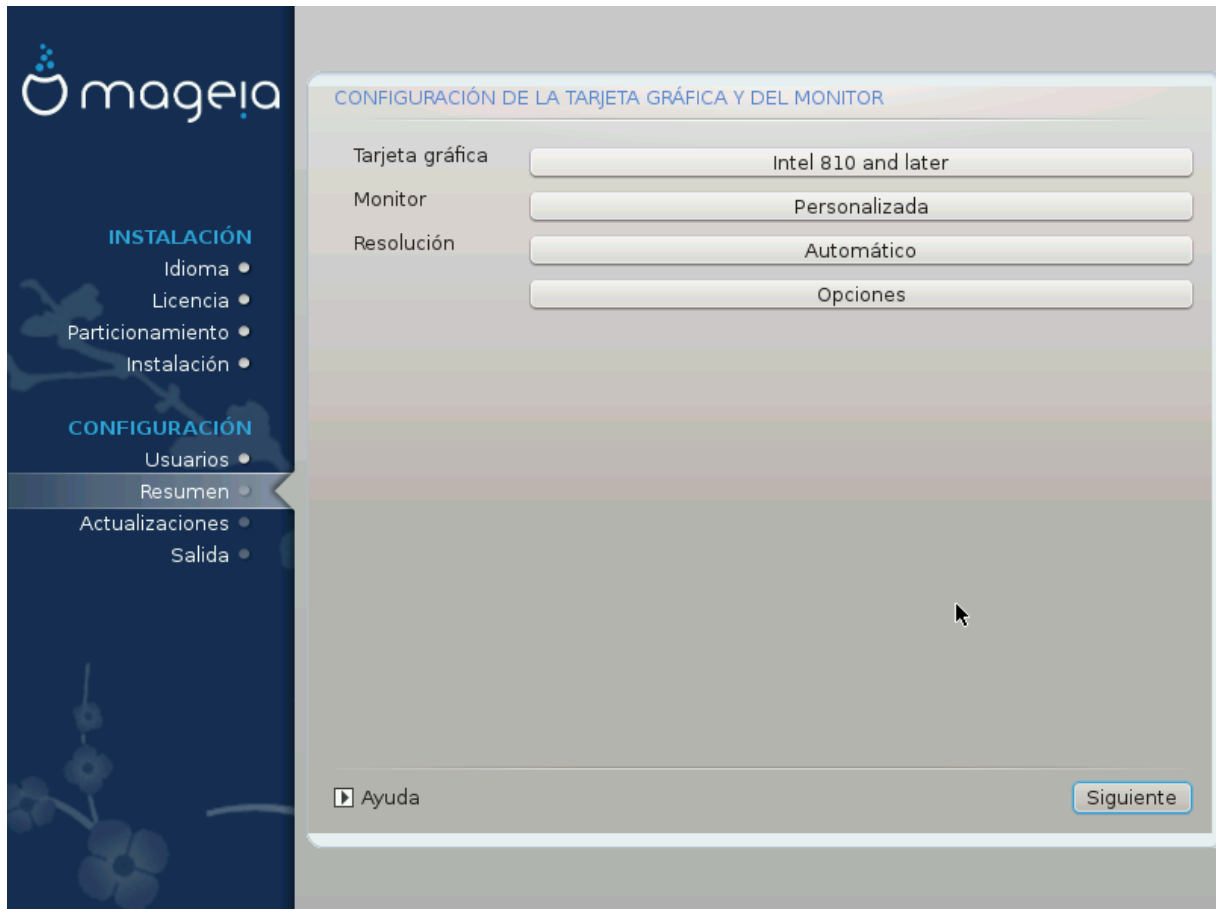 mageia
INSTALACIÓN
Idioma
Licencia
Particionamiento
Instalación
CONFIGURACIÓN
Usuarios
Resumen
Actualizaciones
Salida
CONFIGURACIÓN DE LA TARJETA GRÁFICA Y DEL MONITOR
Tarjeta gráfica Intel 810 and later
Monitor Personalizada
Resolución Automático
Opciones
Ayuda Siguiente